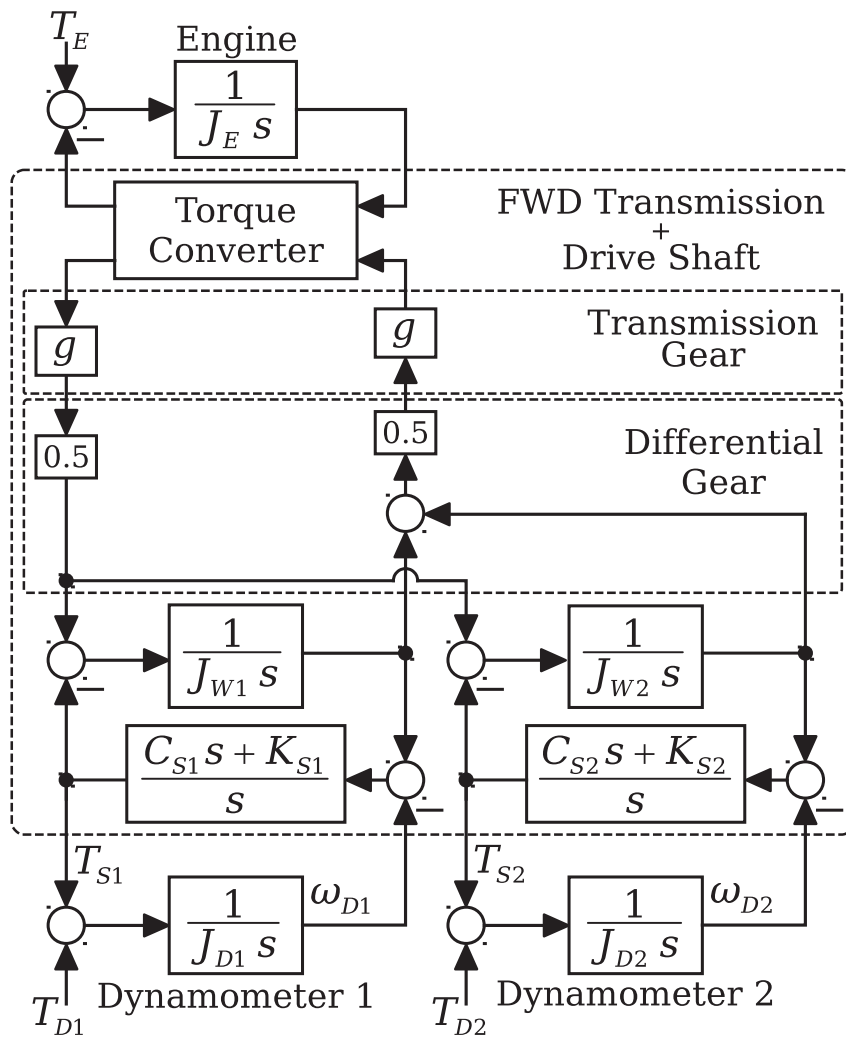 T_E
Engine
1
J_E s
−
Torque
Converter
FWD Transmission
+
Drive Shaft
g
g
Transmission
Gear
0.5
0.5
Differential
Gear
1
J_W1 s
1
J_W2 s
−
−
C_S1 s + K_S1
s
C_S2 s + K_S2
s
−
−
T_S1
T_S2
1
J_D1 s
ω_D1
1
J_D2 s
ω_D2
T_D1
Dynamometer 1
T_D2
Dynamometer 2